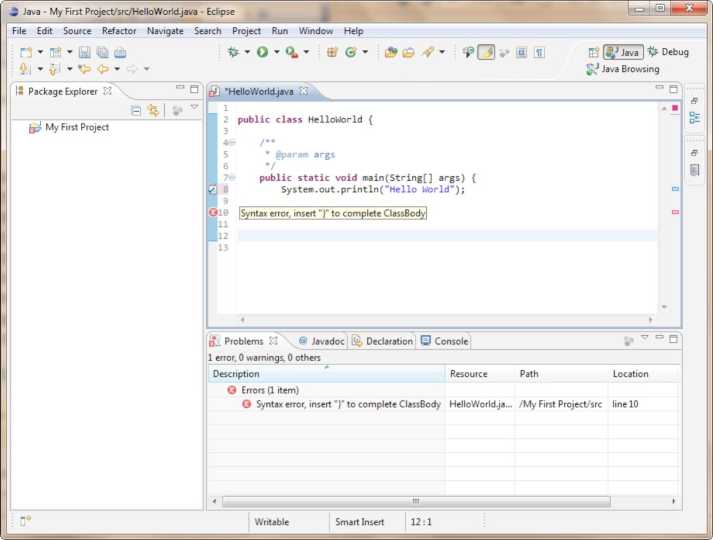 Java - My First Project/src/HelloWorld.java - Eclipse
File Edit Source Refactor Navigate Search Project Run Window Help
Java Debug
Java Browsing
Package Explorer
*HelloWorld.java
My First Project
1
2 public class HelloWorld {
3
4 /**
5 * @param args
6 */
7 public static void main(String[] args) {
8 System.out.println("Hello World");
9
10 Syntax error, insert "}" to complete ClassBody
11
12
13
Problems Javadoc Declaration Console
1 error, 0 warnings, 0 others
Description Resource Path Location
Errors (1 item)
Syntax error, insert "}" to complete ClassBody HelloWorld.ja... /My First Project/src line 10
Writable Smart Insert 12 : 1